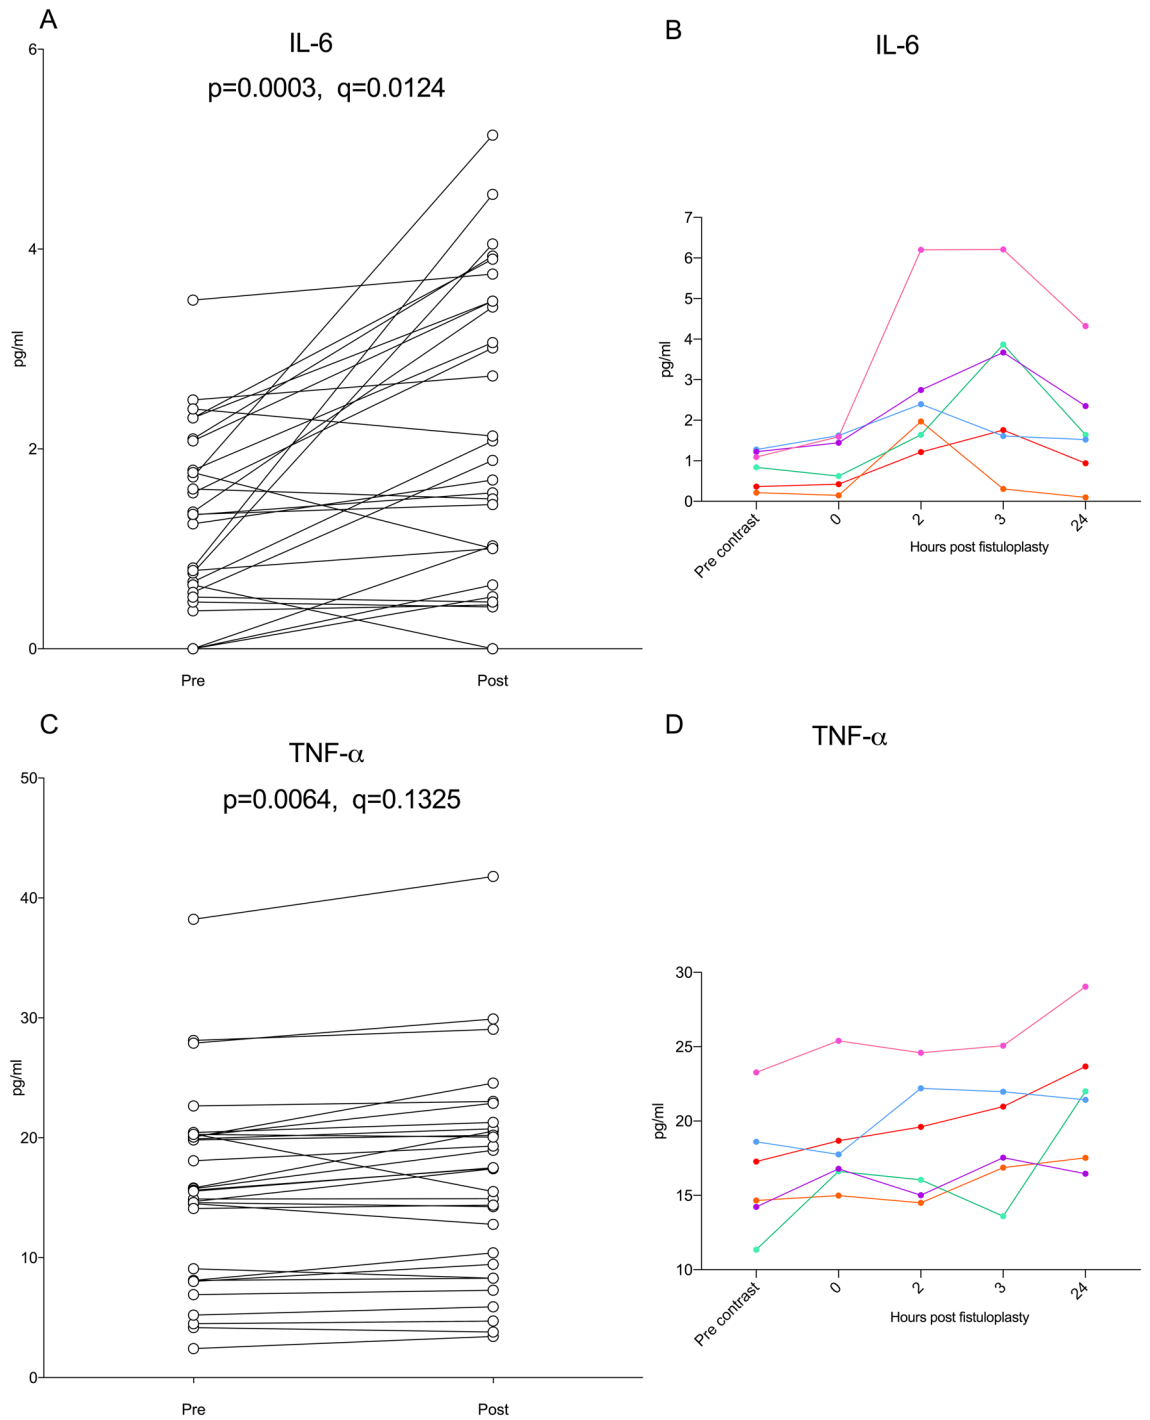 A
IL-6
p=0.0003, q=0.0124
6
4
2
0
pg/ml
Pre
Post
B
IL-6
7
6
5
4
3
2
1
0
pg/ml
Pre contrast
0
2
3
24
Hours post fistuloplasty
C
TNF-α
p=0.0064, q=0.1325
50
40
30
20
10
0
pg/ml
Pre
Post
D
TNF-α
30
25
20
15
10
pg/ml
Pre contrast
0
2
3
24
Hours post fistuloplasty